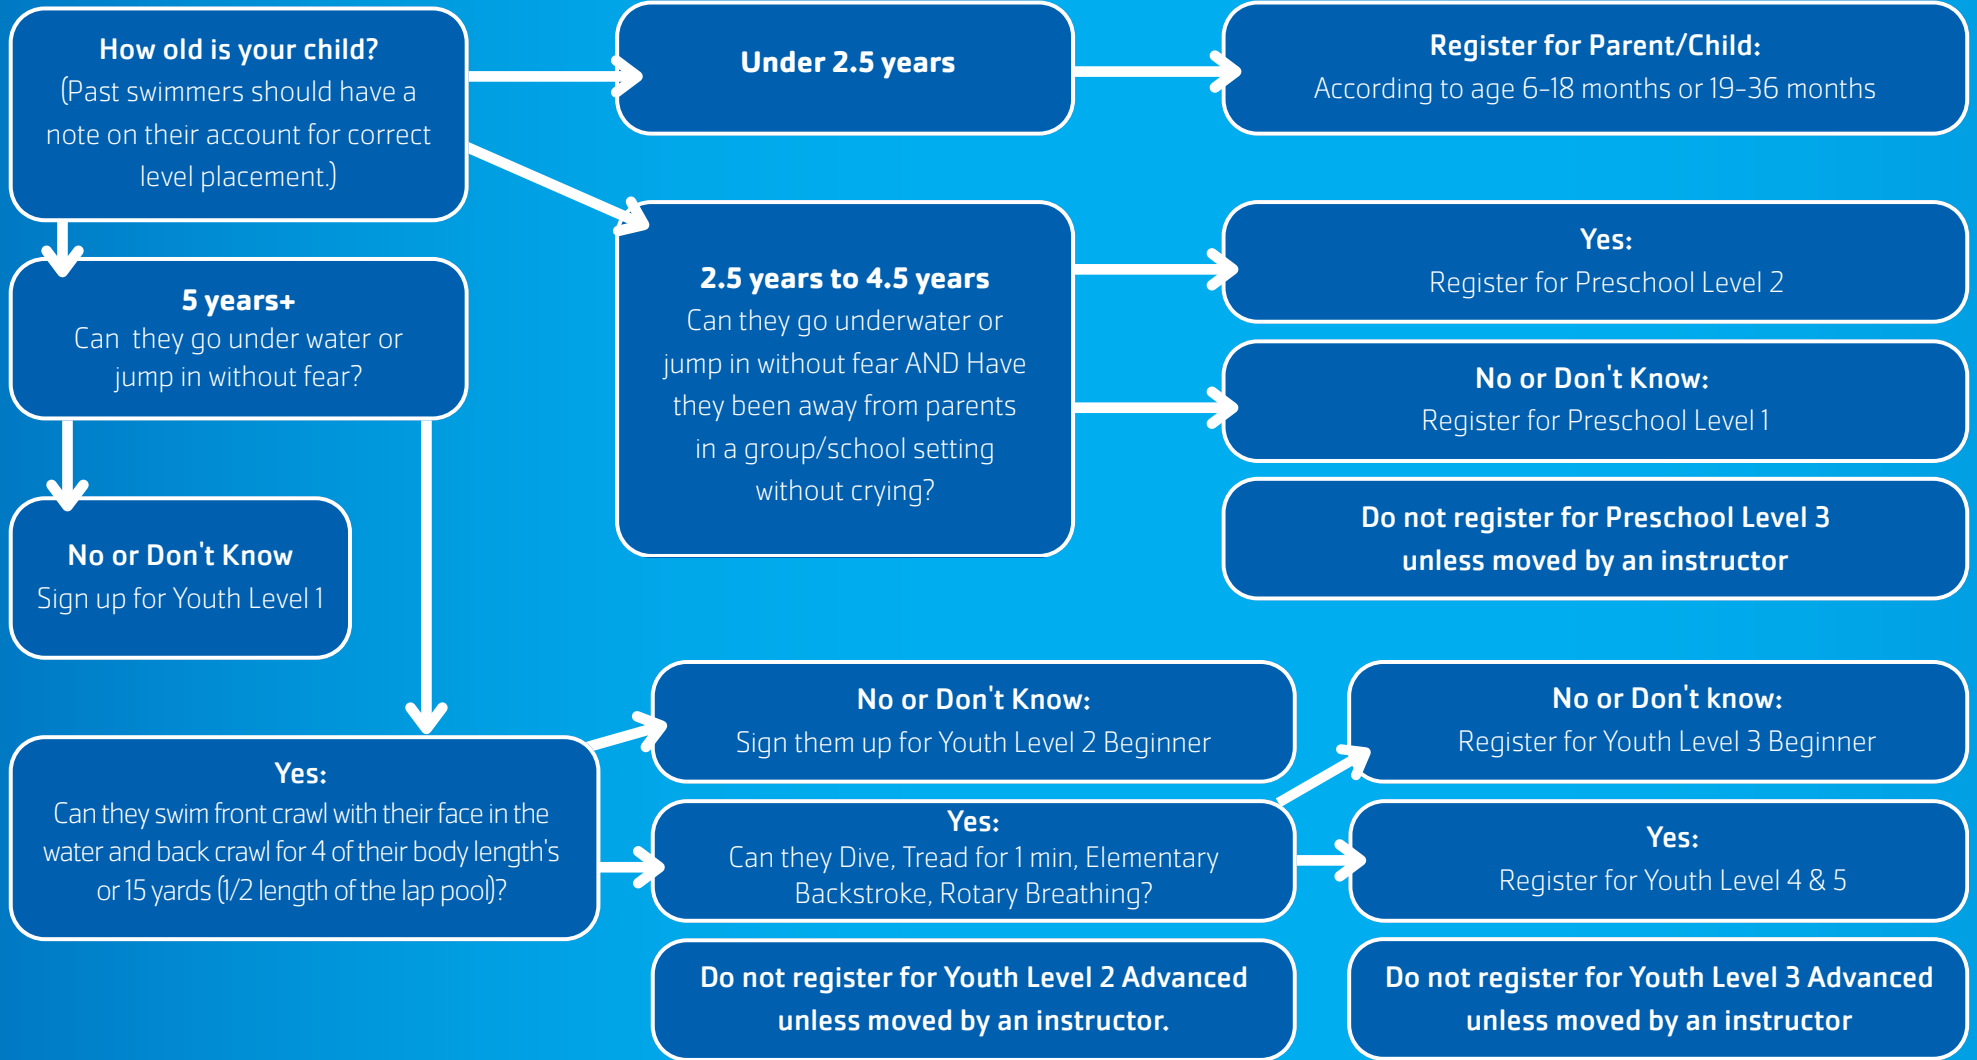 How old is your child?
(Past swimmers should have a
note on their account for correct
level placement.)
Under 2.5 years
Register for Parent/Child:
According to age 6-18 months or 19-36 months
2.5 years to 4.5 years
Can they go underwater or
jump in without fear AND Have
they been away from parents
in a group/school setting
without crying?
Yes:
Register for Preschool Level 2
No or Don't Know:
Register for Preschool Level 1
Do not register for Preschool Level 3
unless moved by an instructor
5 years+
Can they go under water or
jump in without fear?
No or Don't Know
Sign up for Youth Level 1
Yes:
Can they swim front crawl with their face in the
water and back crawl for 4 of their body length's
or 15 yards (1/2 length of the lap pool)?
No or Don't Know:
Sign them up for Youth Level 2 Beginner
Yes:
Can they Dive, Tread for 1 min, Elementary
Backstroke, Rotary Breathing?
Do not register for Youth Level 2 Advanced
unless moved by an instructor.
No or Don't know:
Register for Youth Level 3 Beginner
Yes:
Register for Youth Level 4 & 5
Do not register for Youth Level 3 Advanced
unless moved by an instructor